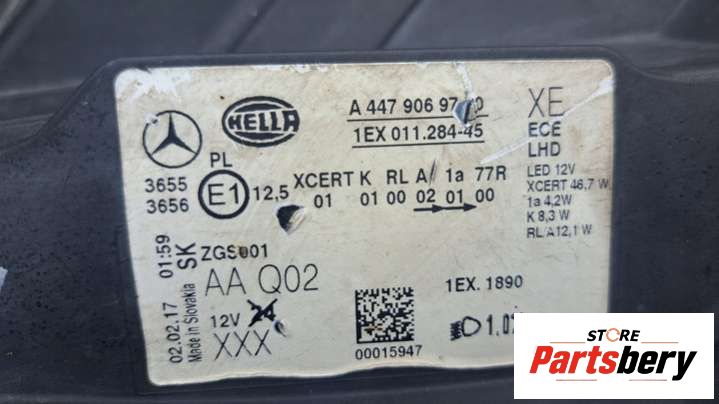 HELLA
A 447 906 97
XE
1EX 011.284-45
ECE
LHD
PL
3655
3656
E1
12,5
XCERT K RL A 1a 77R
01 01 00 02 01 00
LED 12V
XCERT 46,7 W
1a 4,2W
K 8,3 W
RL/A12,1 W
02.02.17 01:59
Made in Slovakia SK
ZGS001
AA Q02
12V 24
XXX
00015947
1EX. 1890
STORE
Partsbery